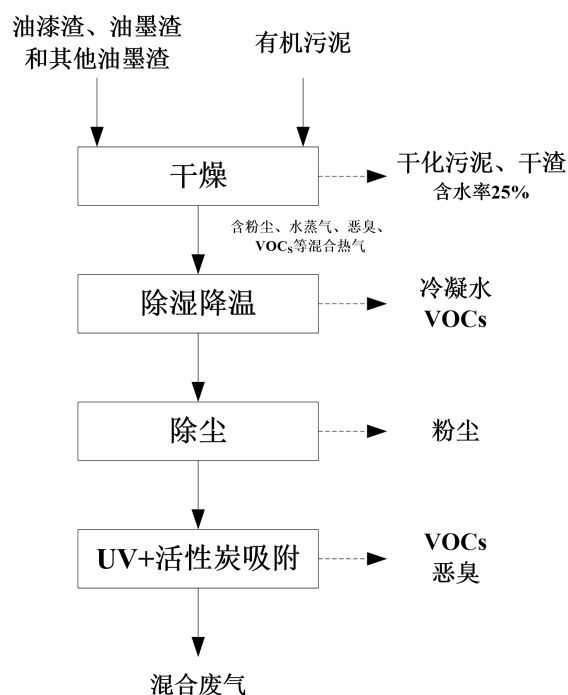 油漆渣、油墨渣
和其他油墨渣
有机污泥
干燥
干化污泥、干渣
含水率25%
含粉尘、水蒸气、恶臭、
VOCs等混合热气
除湿降温
冷凝水
VOCs
除尘
粉尘
UV+活性炭吸附
VOCs
恶臭
混合废气